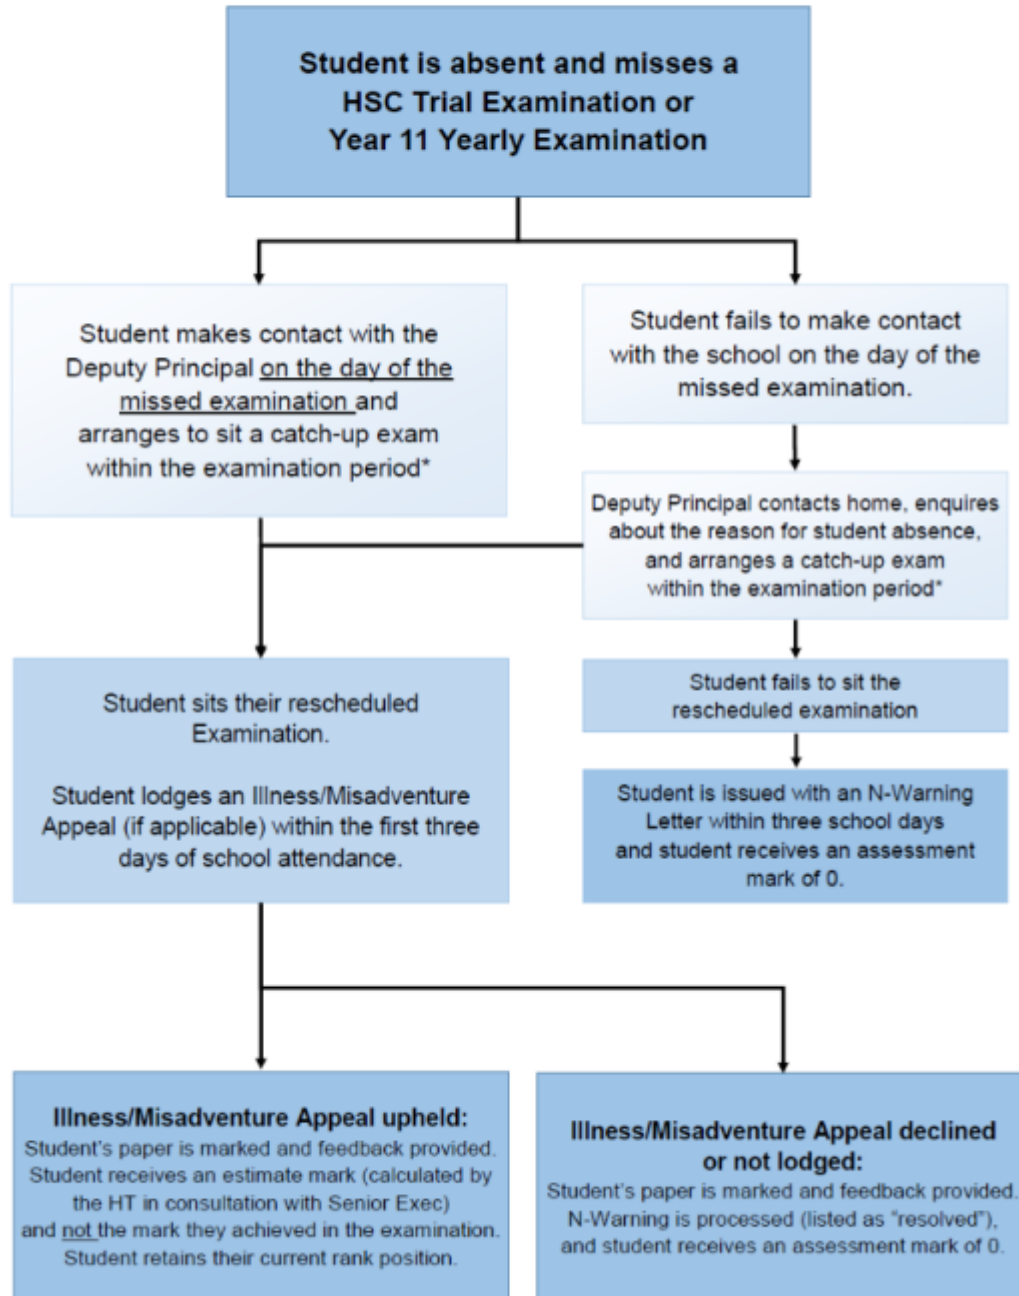 Student is absent and misses a
HSC Trial Examination or
Year 11 Yearly Examination
Student makes contact with the
Deputy Principal on the day of the
missed examination and
arranges to sit a catch-up exam
within the examination period*
Student fails to make contact
with the school on the day of the
missed examination.
Deputy Principal contacts home, enquires
about the reason for student absence,
and arranges a catch-up exam
within the examination period*
Student sits their rescheduled
Examination.
Student lodges an Illness/Misadventure
Appeal (if applicable) within the first three
days of school attendance.
Student fails to sit the
rescheduled examination
Student is issued with an N-Warning
Letter within three school days
and student receives an assessment
mark of 0.
Illness/Misadventure Appeal upheld:
Student's paper is marked and feedback provided.
Student receives an estimate mark (calculated by
the HT in consultation with Senior Exec)
and not the mark they achieved in the examination.
Student retains their current rank position.
Illness/Misadventure Appeal declined
or not lodged:
Student's paper is marked and feedback provided.
N-Warning is processed (listed as "resolved"),
and student receives an assessment mark of 0.